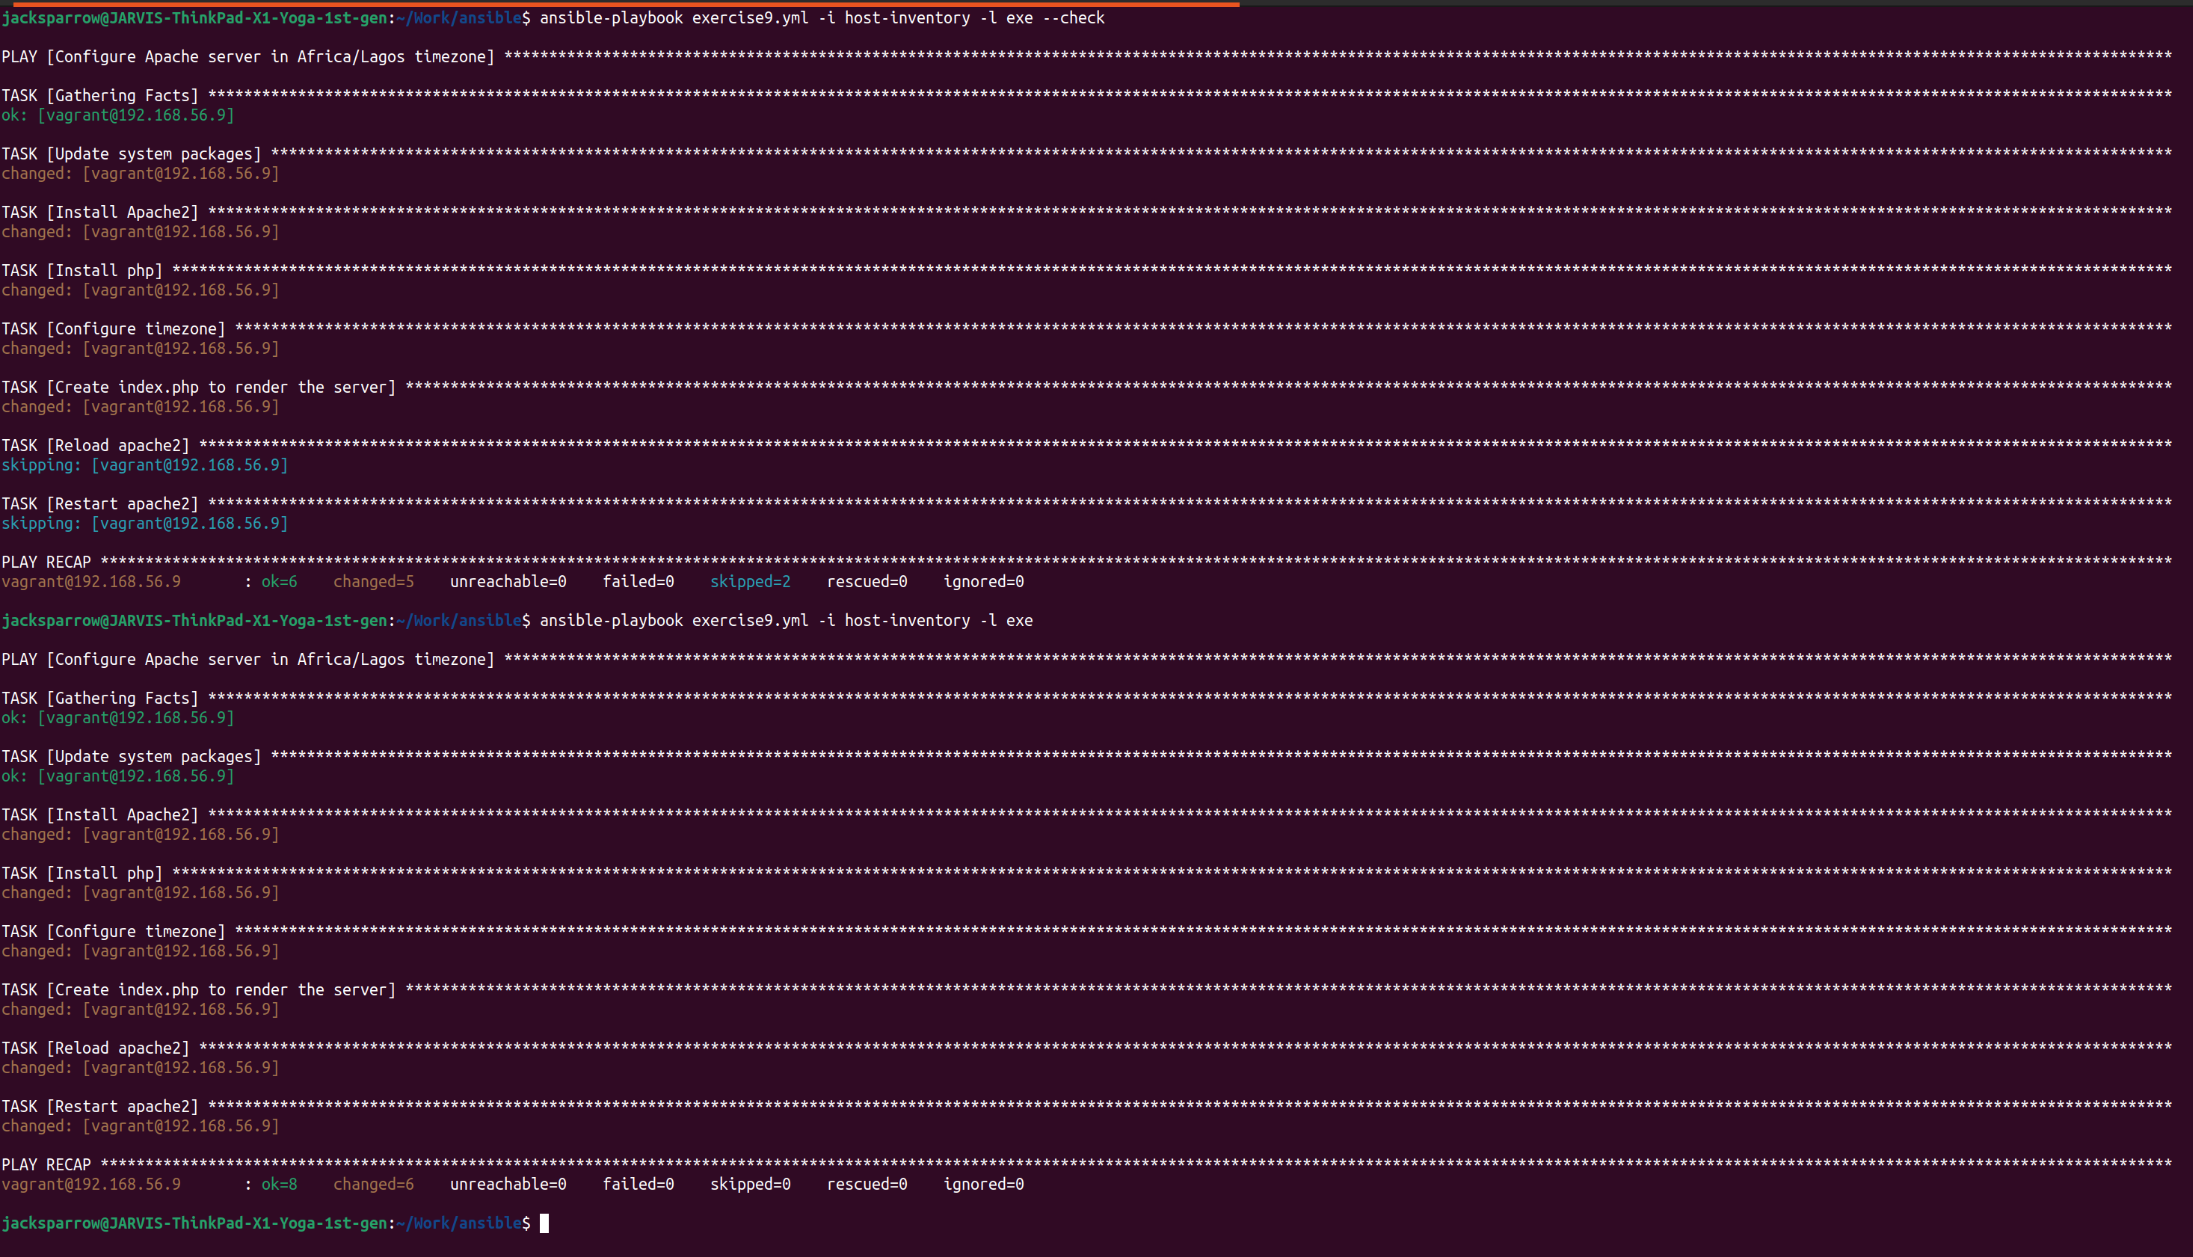 jacksparrow@JARVIS-ThinkPad-X1-Yoga-1st-gen:~/Work/ansible$ ansible-playbook exercise9.yml -i host-inventory -l exe --check
PLAY [Configure Apache server in Africa/Lagos timezone] ***
TASK [Gathering Facts] ***
ok: [vagrant@192.168.56.9]
TASK [Update system packages] ***
changed: [vagrant@192.168.56.9]
TASK [Install Apache2] ***
changed: [vagrant@192.168.56.9]
TASK [Install php] ***
changed: [vagrant@192.168.56.9]
TASK [Configure timezone] ***
changed: [vagrant@192.168.56.9]
TASK [Create index.php to render the server] ***
changed: [vagrant@192.168.56.9]
TASK [Reload apache2] ***
skipping: [vagrant@192.168.56.9]
TASK [Restart apache2] ***
skipping: [vagrant@192.168.56.9]
PLAY RECAP ***
vagrant@192.168.56.9 : ok=6 changed=5 unreachable=0 failed=0 skipped=2 rescued=0 ignored=0
jacksparrow@JARVIS-ThinkPad-X1-Yoga-1st-gen:~/Work/ansible$ ansible-playbook exercise9.yml -i host-inventory -l exe
PLAY [Configure Apache server in Africa/Lagos timezone] ***
TASK [Gathering Facts] ***
ok: [vagrant@192.168.56.9]
TASK [Update system packages] ***
ok: [vagrant@192.168.56.9]
TASK [Install Apache2] ***
changed: [vagrant@192.168.56.9]
TASK [Install php] ***
changed: [vagrant@192.168.56.9]
TASK [Configure timezone] ***
changed: [vagrant@192.168.56.9]
TASK [Create index.php to render the server] ***
changed: [vagrant@192.168.56.9]
TASK [Reload apache2] ***
changed: [vagrant@192.168.56.9]
TASK [Restart apache2] ***
changed: [vagrant@192.168.56.9]
PLAY RECAP ***
vagrant@192.168.56.9 : ok=8 changed=6 unreachable=0 failed=0 skipped=0 rescued=0 ignored=0
jacksparrow@JARVIS-ThinkPad-X1-Yoga-1st-gen:~/Work/ansible$